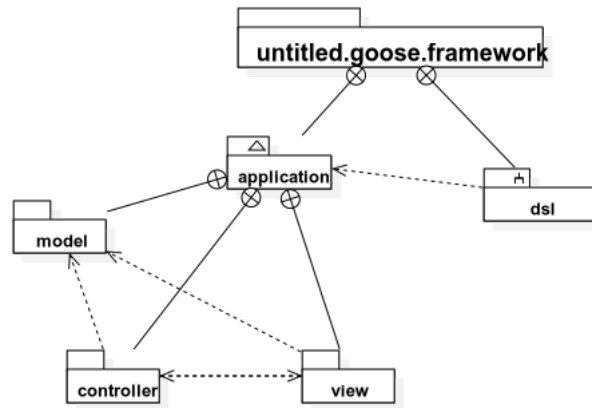 untitled.goose.framework
application
dsl
model
controller
view